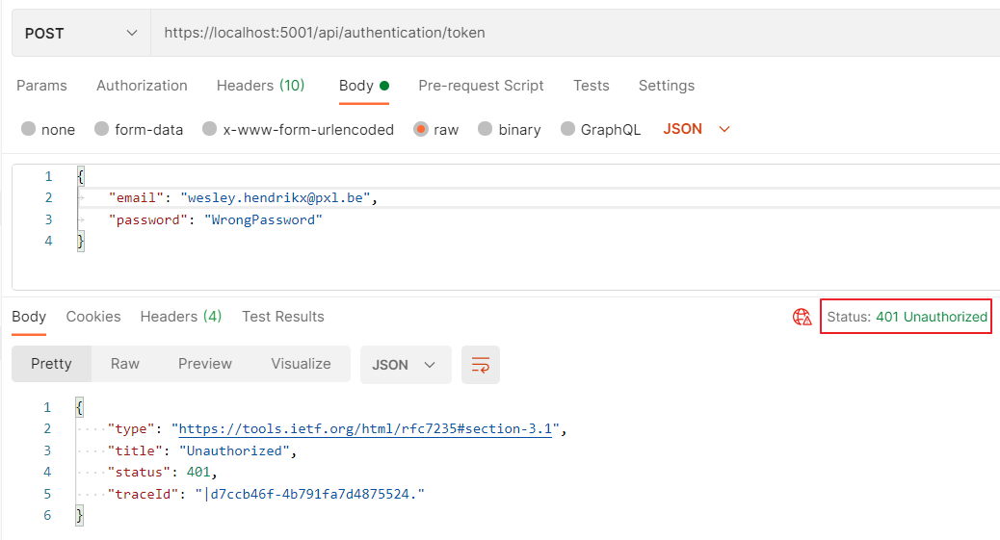 POST https://localhost:5001/api/authentication/token
Params Authorization Headers (10) Body Pre-request Script Tests Settings
none form-data x-www-form-urlencoded raw binary GraphQL JSON
1 {
2 "email": "wesley.hendrikx@pxl.be",
3 "password": "WrongPassword"
4 }
Body Cookies Headers (4) Test Results Status: 401 Unauthorized
Pretty Raw Preview Visualize JSON
1 {
2 "type": "https://tools.ietf.org/html/rfc7235#section-3.1",
3 "title": "Unauthorized",
4 "status": 401,
5 "traceId": "|d7ccb46f-4b791fa7d4875524."
6 }